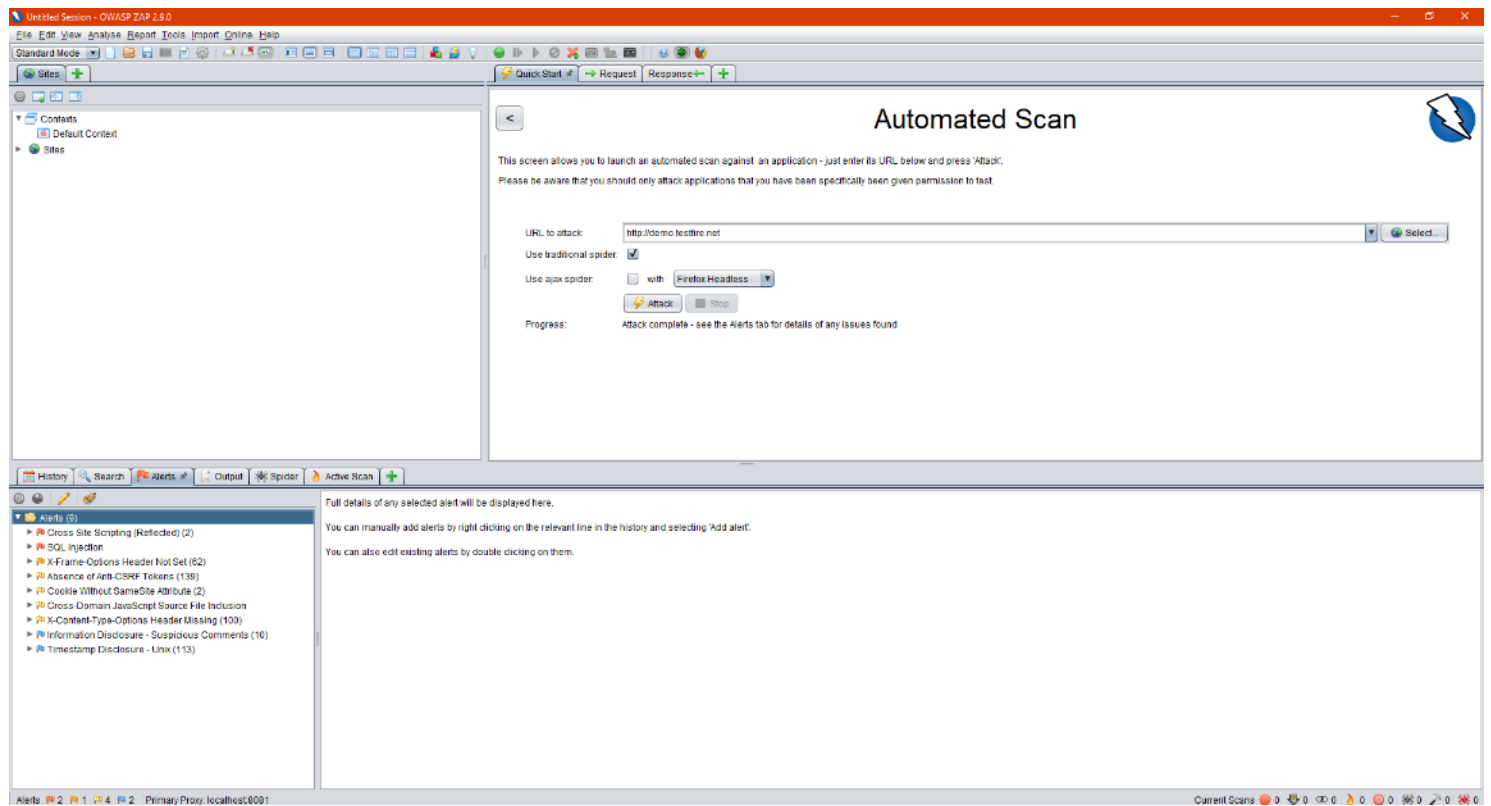 Untitled Session - OWASP ZAP 2.9.0
File Edit View Analyse Report Tools Import Online Help
Standard Mode
Sites
Quick Start Request Response
Contexts
Default Context
Sites
<
Automated Scan
This screen allows you to launch an automated scan against an application - just enter its URL below and press 'Attack'.
Please be aware that you should only attack applications that you have been specifically been given permission to test.
URL to attack: http://demo.testfire.net Select...
Use traditional spider:
Use ajax spider: with Firefox Headless
Attack Stop
Progress: Attack complete - see the Alerts tab for details of any issues found
History Search Alerts Output Spider Active Scan
Alerts (9)
Cross Site Scripting (Reflected) (2)
SQL Injection
X-Frame-Options Header Not Set (62)
Absence of Anti-CSRF Tokens (139)
Cookie Without SameSite Attribute (2)
Cross-Domain JavaScript Source File Inclusion
X-Content-Type-Options Header Missing (100)
Information Disclosure - Suspicious Comments (10)
Timestamp Disclosure - Unix (113)
Full details of any selected alert will be displayed here.
You can manually add alerts by right clicking on the relevant line in the history and selecting 'Add alert'.
You can also edit existing alerts by double clicking on them.
Alerts 2 1 4 2 Primary Proxy: localhost:8081
Current Scans 0 0 0 0 0 0 0 0